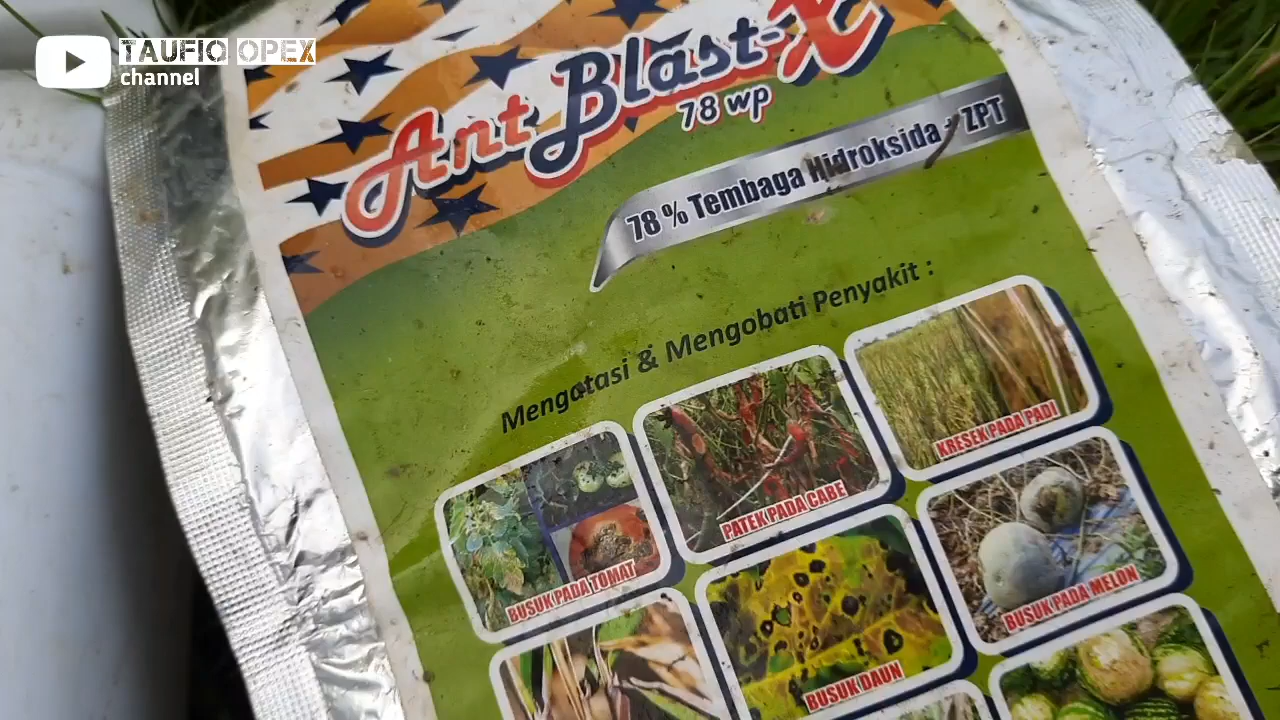 TAUFIQ OPEX
channel
Ant Blast-X
78 wp
78 % Tembaga Hidroksida + ZPT
Mengatasi & Mengobati Penyakit :
KRESEK PADA PADI
PATEK PADA CABE
BUSUK PADA TOMAT
BUSUK PADA MELON
BUSUK DAUN